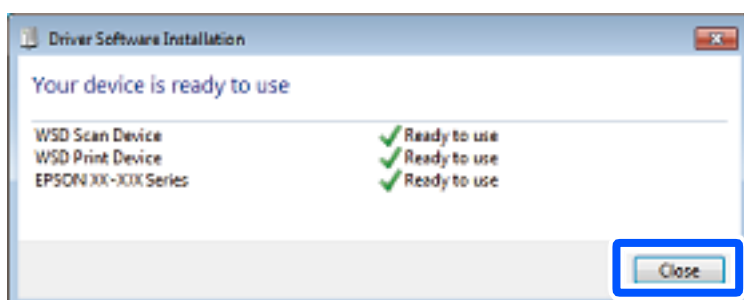 Driver Software Installation
Your device is ready to use
WSD Scan Device Ready to use
WSD Print Device Ready to use
EPSON XX-XXX Series Ready to use
Close